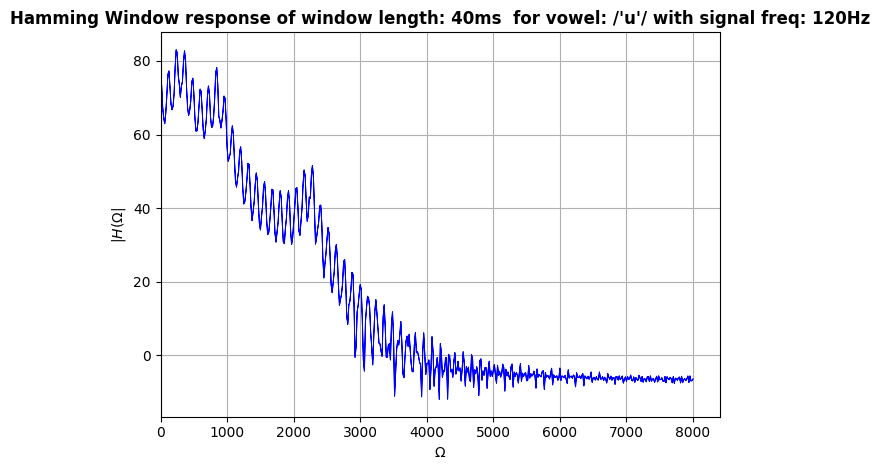 Hamming Window response of window length: 40ms  for vowel: /'u'/ with signal freq: 120Hz
80
60
40
20
0
|H(Ω|
0 1000 2000 3000 4000 5000 6000 7000 8000
Ω